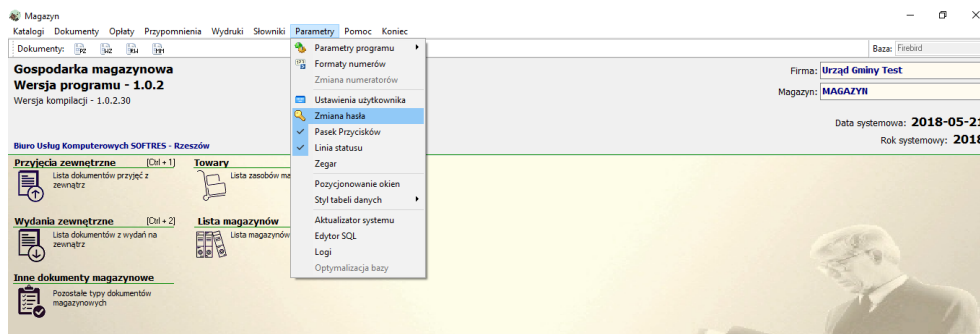 Magazyn
Katalogi Dokumenty Opłaty Przypomnienia Wydruki Słowniki Parametry Pomoc Koniec
Dokumenty: PZ WZ RW MM Baza: Firebird
Gospodarka magazynowa
Wersja programu - 1.0.2
Wersja kompilacji - 1.0.2.30
Biuro Usług Komputerowych SOFTRES - Rzeszów
Firma: Urząd Gminy Test
Magazyn: MAGAZYN
Data systemowa: 2018-05-21
Rok systemowy: 2018
Parametry programu
Formaty numerów
Zmiana numeratorów
Ustawienia użytkownika
Zmiana hasła
Pasek Przycisków
Linia statusu
Zegar
Pozycjonowanie okien
Styl tabeli danych
Aktualizator systemu
Edytor SQL
Logi
Optymalizacja bazy
Przyjęcia zewnętrzne [Ctrl + 1]
Lista dokumentów przyjęć z
zewnątrz
Towary
Lista zasobów ma
Wydania zewnętrzne [Ctrl + 2]
Lista dokumentów z wydań na
zewnątrz
Lista magazynów
Lista magazynów
Inne dokumenty magazynowe
Pozostałe typy dokumentów
magazynowych